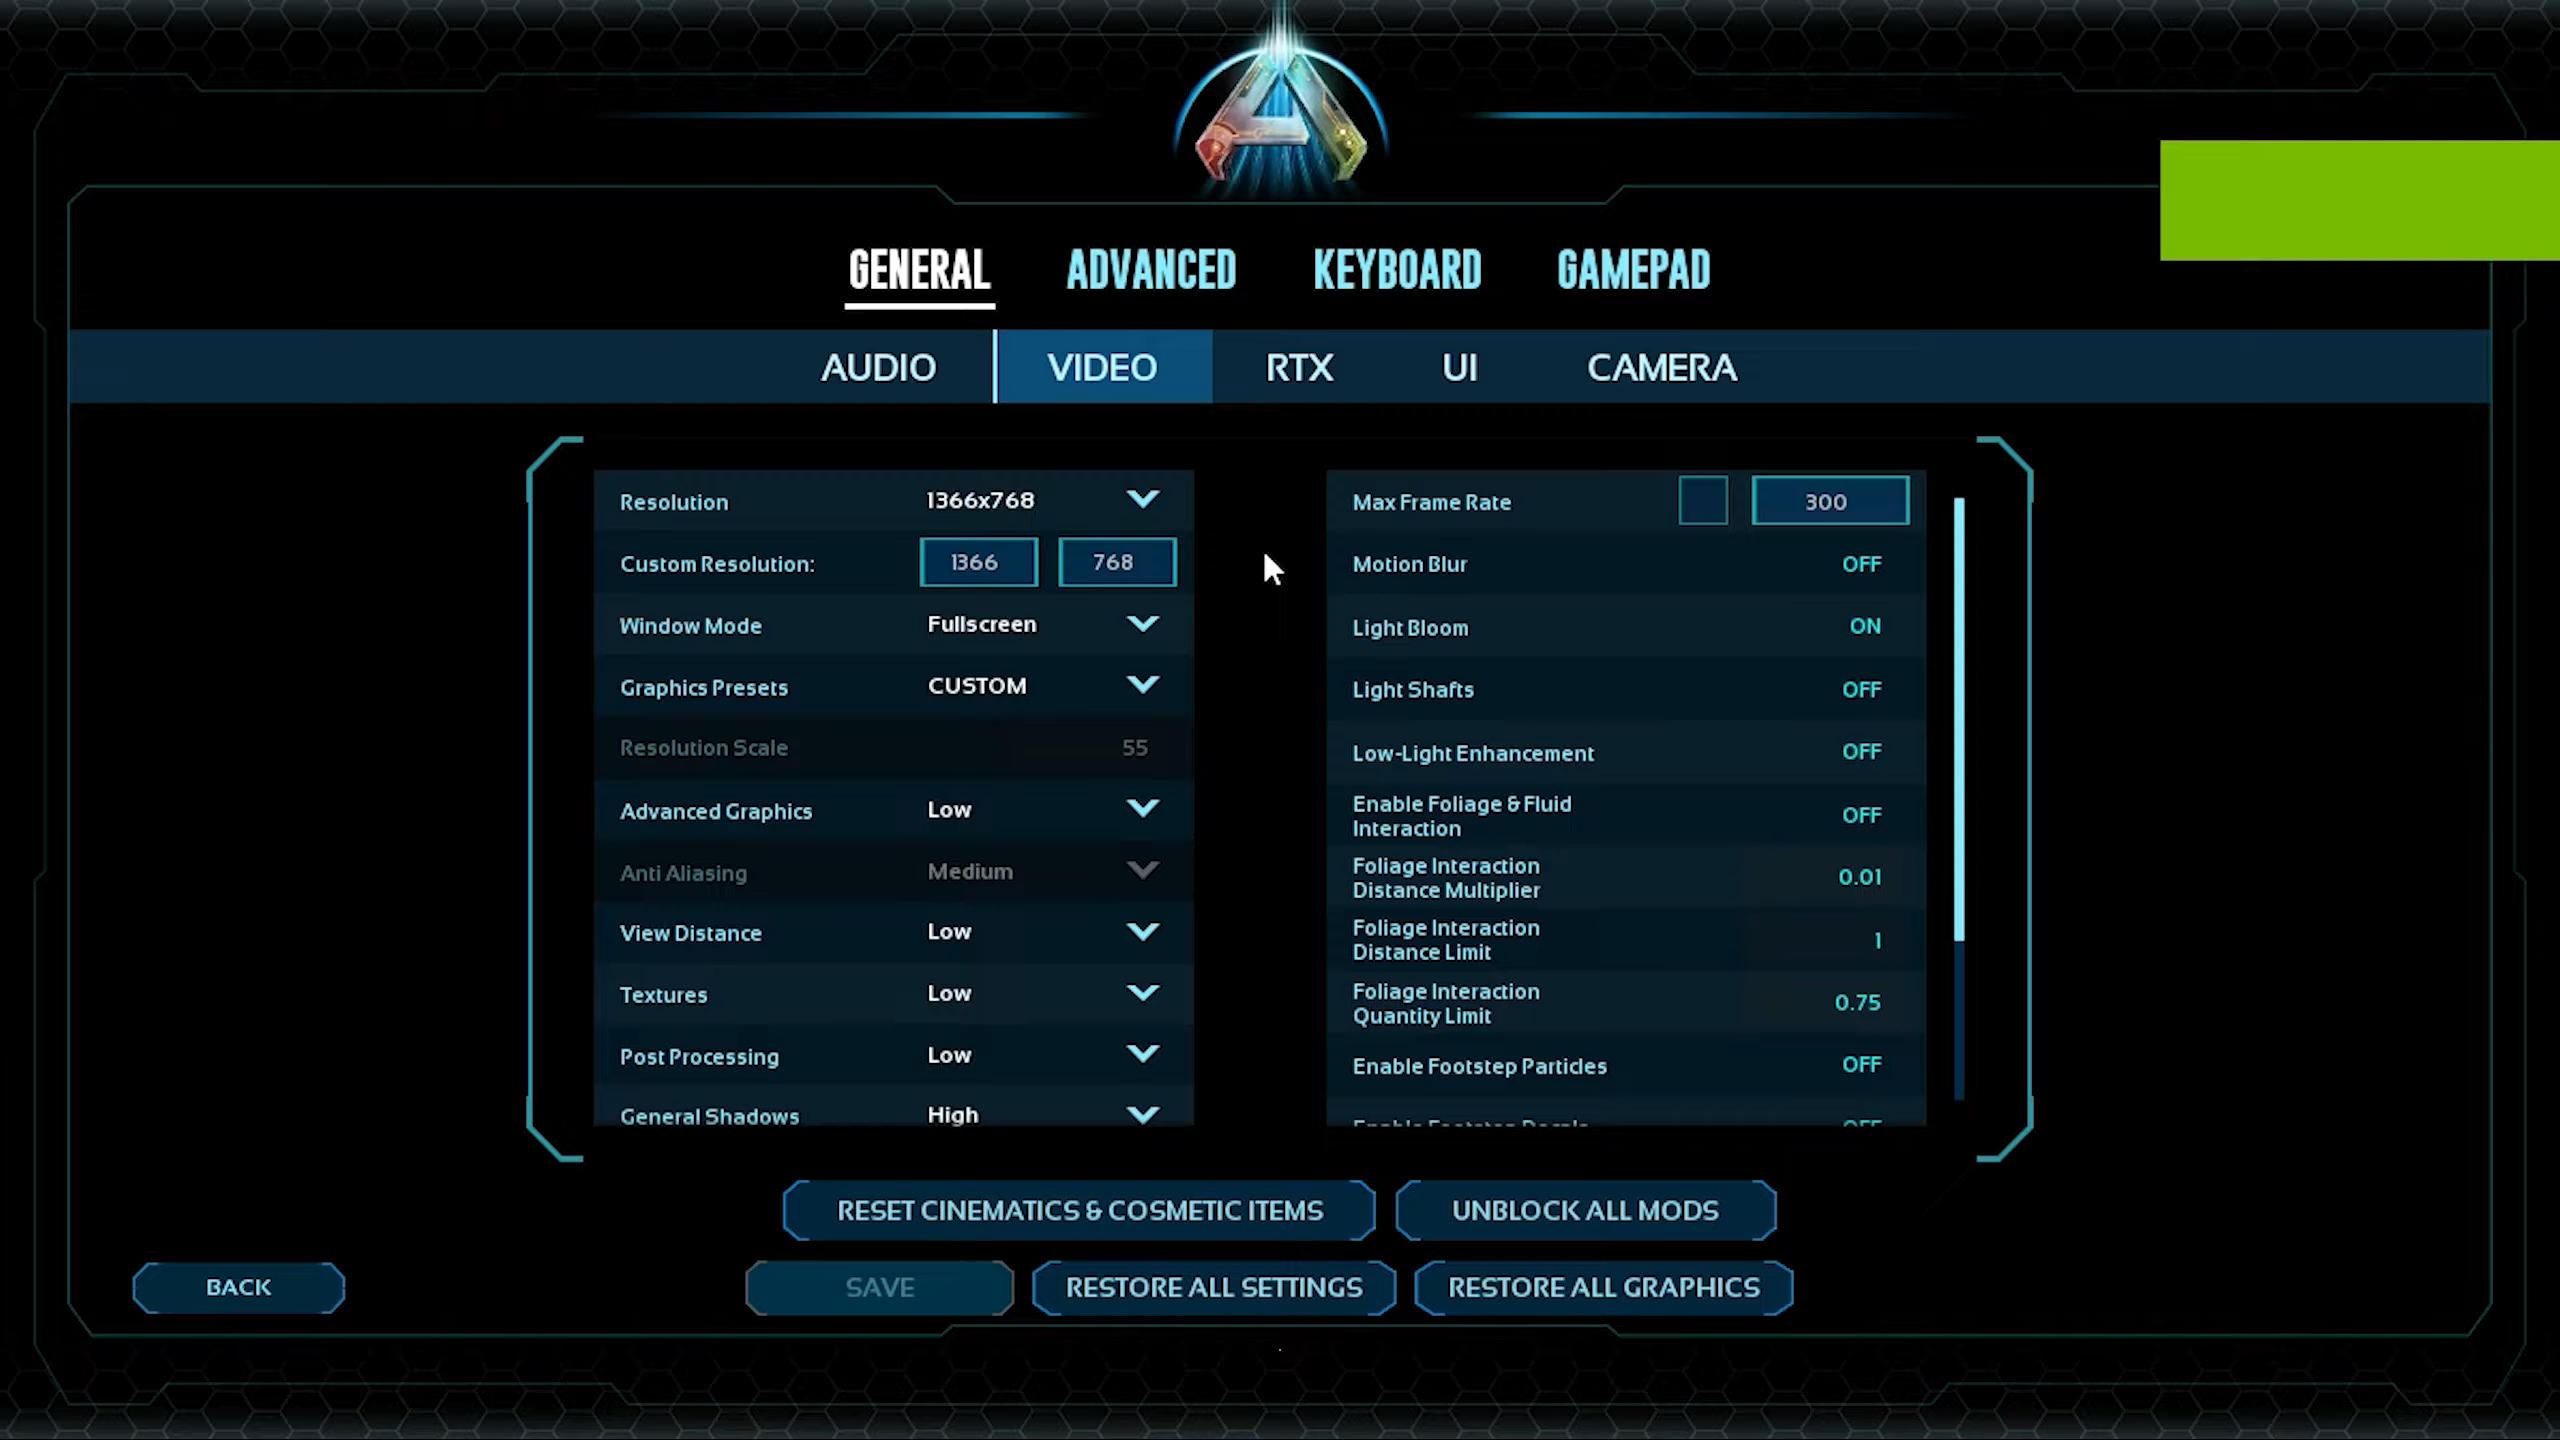 GENERAL ADVANCED KEYBOARD GAMEPAD
AUDIO VIDEO RTX UI CAMERA
Resolution 1366x768
Custom Resolution: 1366 768
Window Mode Fullscreen
Graphics Presets CUSTOM
Resolution Scale 55
Advanced Graphics Low
Anti Aliasing Medium
View Distance Low
Textures Low
Post Processing Low
General Shadows High
Max Frame Rate 300
Motion Blur OFF
Light Bloom ON
Light Shafts OFF
Low-Light Enhancement OFF
Enable Foliage & Fluid
Interaction OFF
Foliage Interaction
Distance Multiplier 0.01
Foliage Interaction
Distance Limit 1
Foliage Interaction
Quantity Limit 0.75
Enable Footstep Particles OFF
Enable Footstep Decals OFF
RESET CINEMATICS & COSMETIC ITEMS UNBLOCK ALL MODS
BACK SAVE RESTORE ALL SETTINGS RESTORE ALL GRAPHICS